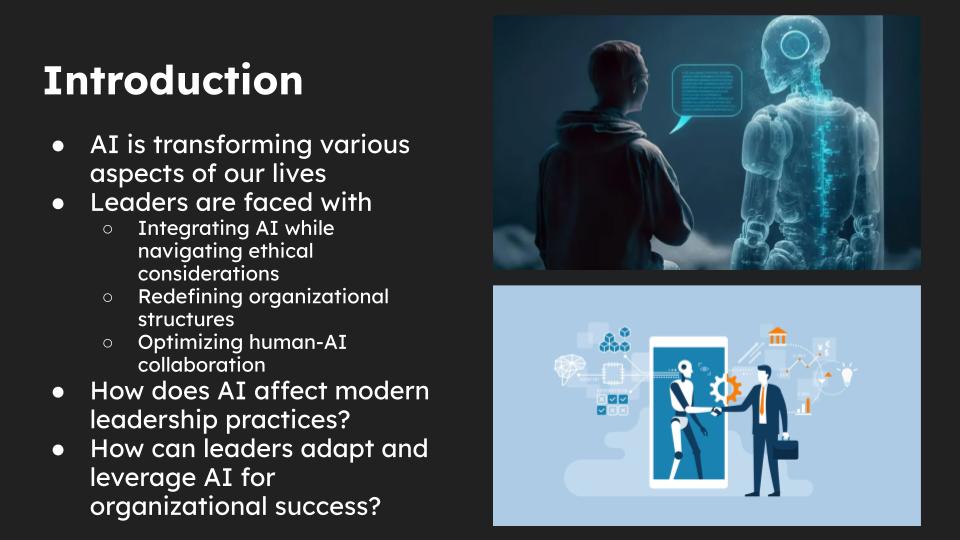 Introduction
● AI is transforming various
aspects of our lives
● Leaders are faced with
○ Integrating AI while
navigating ethical
considerations
○ Redefining organizational
structures
○ Optimizing human-AI
collaboration
● How does AI affect modern
leadership practices?
● How can leaders adapt and
leverage AI for
organizational success?